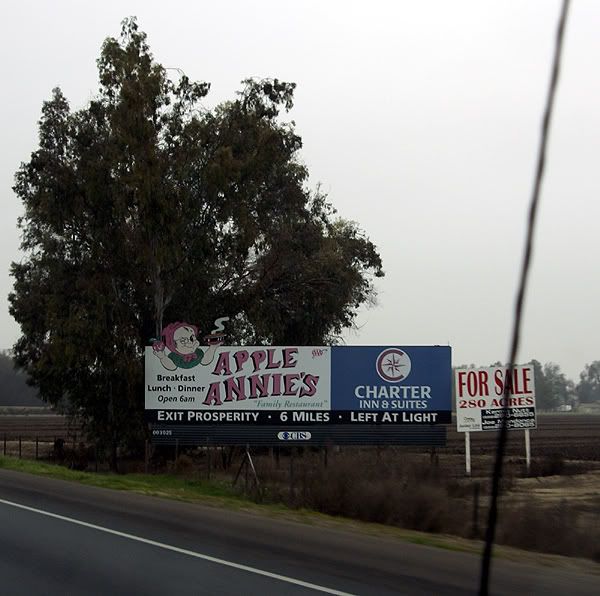 Breakfast
Lunch · Dinner
Open 6am
APPLE
ANNIE'S
"Family Restaurant"
CHARTER
INN & SUITES
EXIT PROSPERITY · 6 MILES · LEFT AT LIGHT
001025
CBS
FOR SALE
280 ACRES